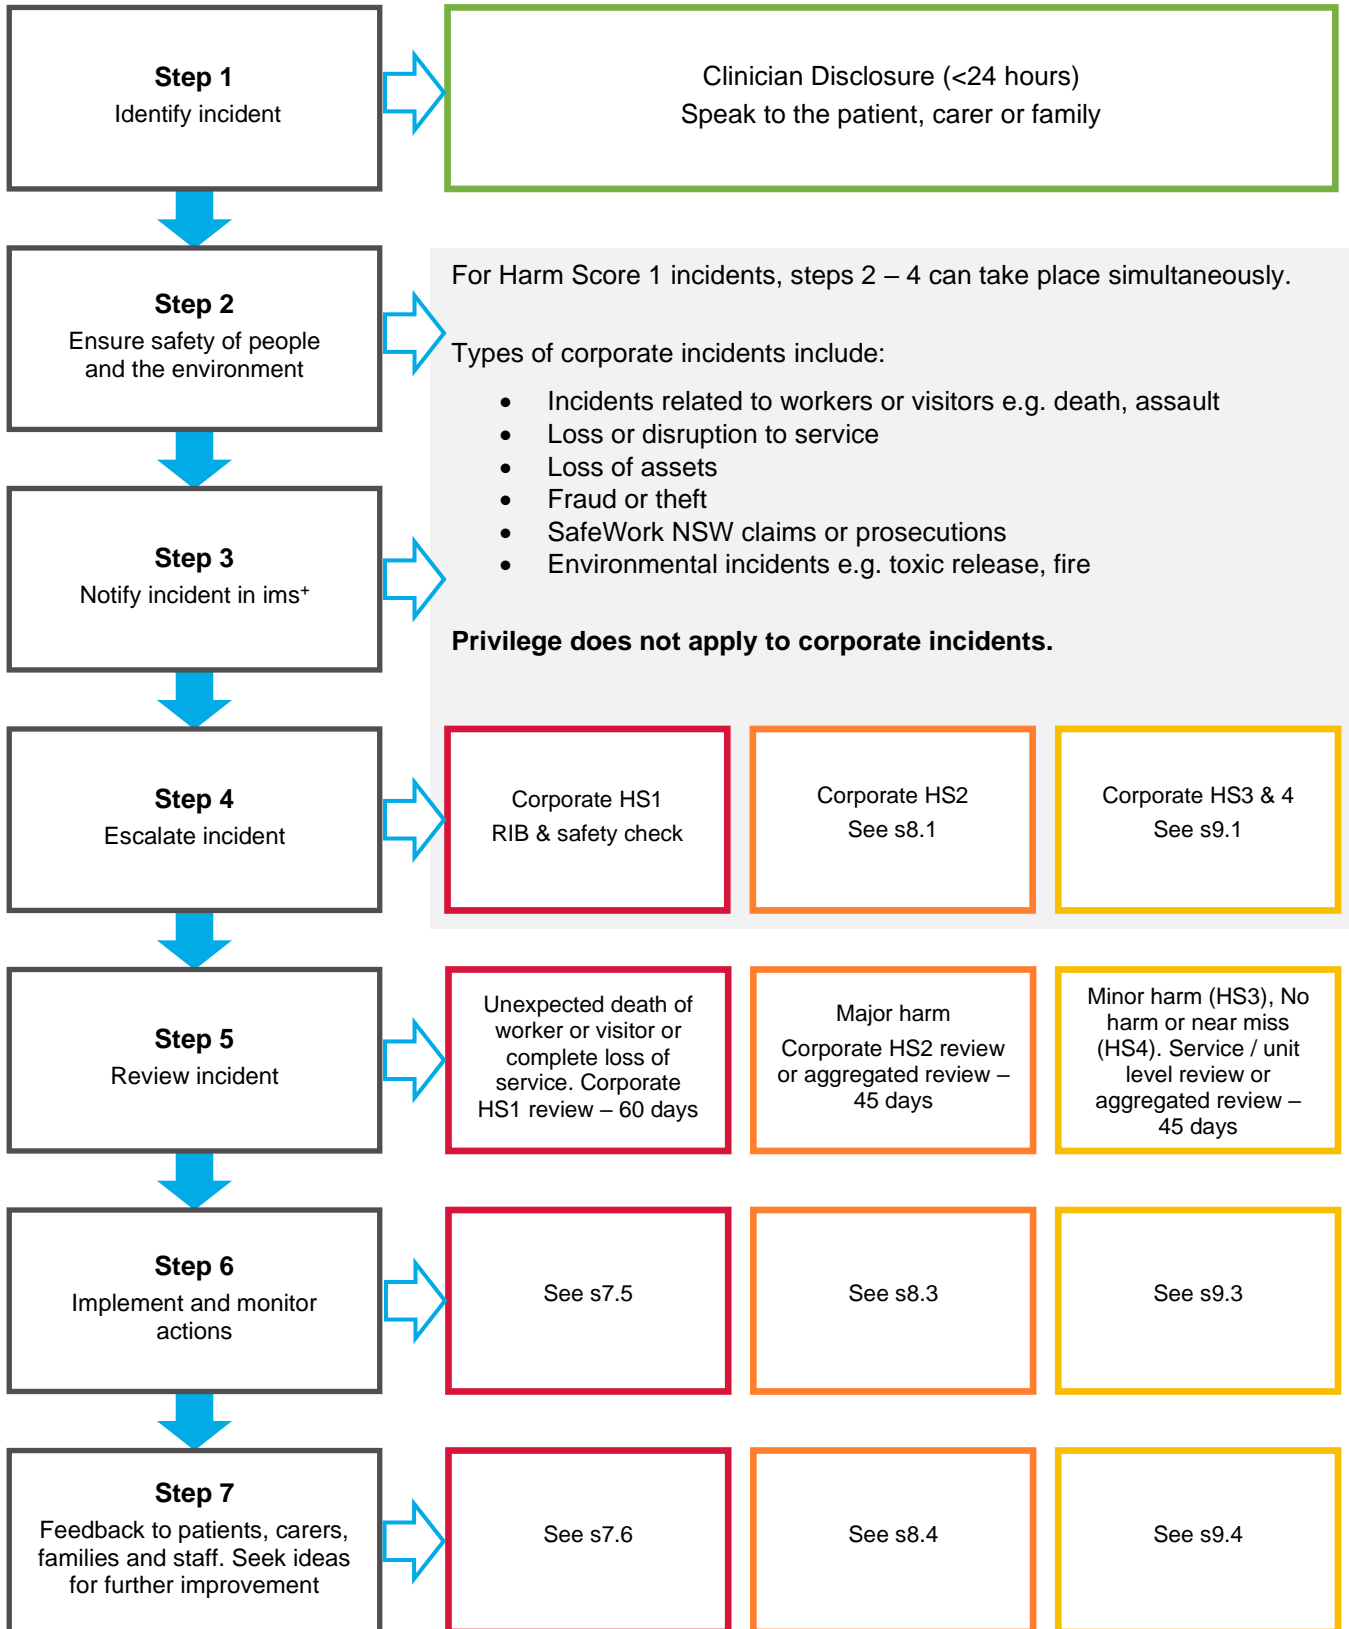 Step 1
Identify incident
Clinician Disclosure (<24 hours)
Speak to the patient, carer or family
Step 2
Ensure safety of people
and the environment
For Harm Score 1 incidents, steps 2 – 4 can take place simultaneously.
Types of corporate incidents include:
• Incidents related to workers or visitors e.g. death, assault
• Loss or disruption to service
• Loss of assets
• Fraud or theft
• SafeWork NSW claims or prosecutions
• Environmental incidents e.g. toxic release, fire
Privilege does not apply to corporate incidents.
Step 3
Notify incident in ims⁺
Step 4
Escalate incident
Corporate HS1
RIB & safety check
Corporate HS2
See s8.1
Corporate HS3 & 4
See s9.1
Step 5
Review incident
Unexpected death of
worker or visitor or
complete loss of
service. Corporate
HS1 review – 60 days
Major harm
Corporate HS2 review
or aggregated review –
45 days
Minor harm (HS3), No
harm or near miss
(HS4). Service / unit
level review or
aggregated review –
45 days
Step 6
Implement and monitor
actions
See s7.5
See s8.3
See s9.3
Step 7
Feedback to patients, carers,
families and staff. Seek ideas
for further improvement
See s7.6
See s8.4
See s9.4